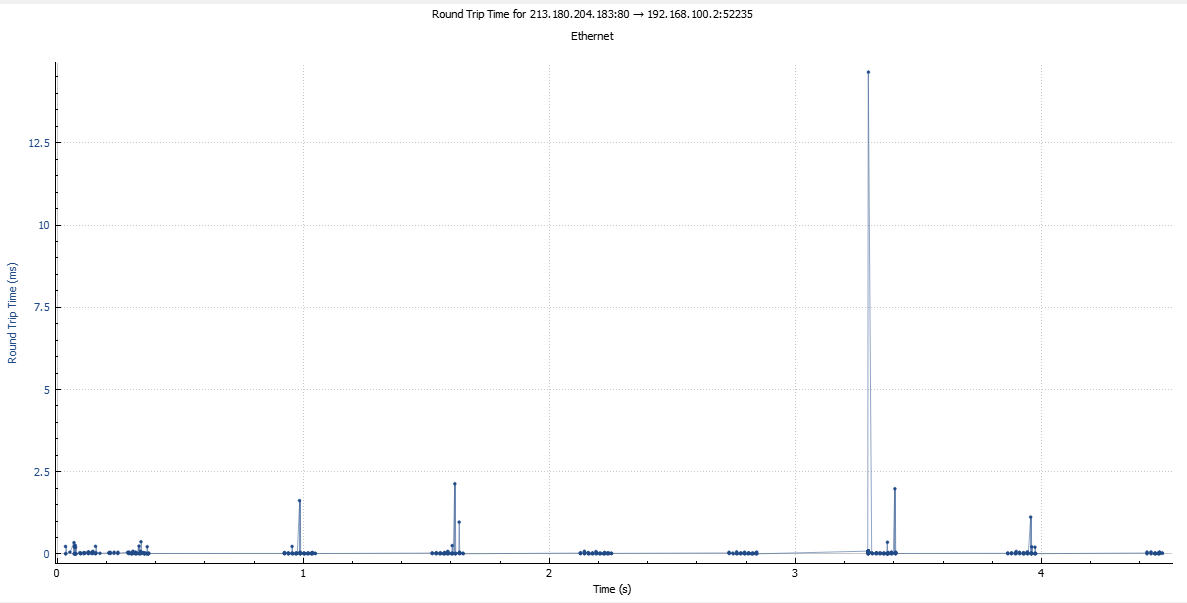 Round Trip Time for 213.180.204.183:80 → 192.168.100.2:52235
Ethernet
12.5
10
7.5
5
2.5
0
Round Trip Time (ms)
0 1 2 3 4
Time (s)